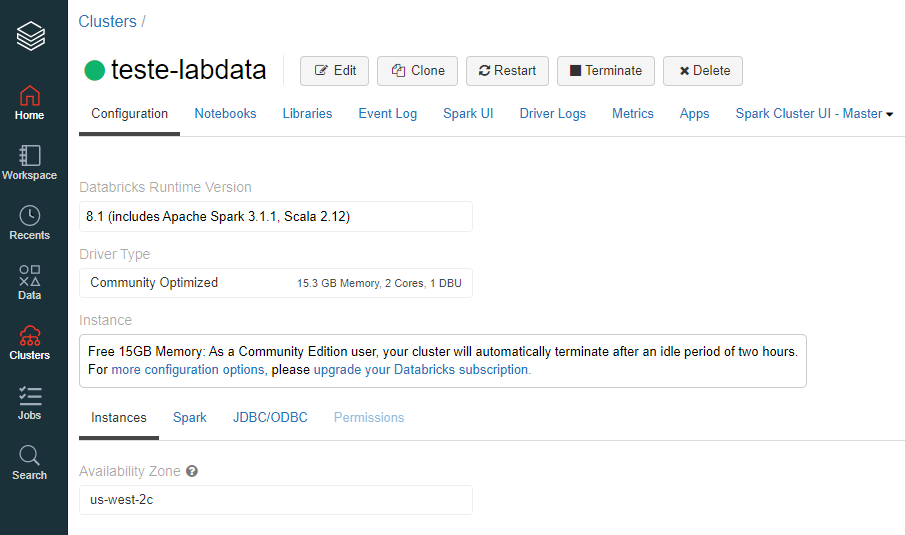 Clusters /
teste-labdata
Edit
Clone
Restart
Terminate
Delete
Configuration
Notebooks
Libraries
Event Log
Spark UI
Driver Logs
Metrics
Apps
Spark Cluster UI - Master
Home
Workspace
Recents
Data
Clusters
Jobs
Search
Databricks Runtime Version
8.1 (includes Apache Spark 3.1.1, Scala 2.12)
Driver Type
Community Optimized
15.3 GB Memory, 2 Cores, 1 DBU
Instance
Free 15GB Memory: As a Community Edition user, your cluster will automatically terminate after an idle period of two hours.
For more configuration options, please upgrade your Databricks subscription.
Instances
Spark
JDBC/ODBC
Permissions
Availability Zone ?
us-west-2c